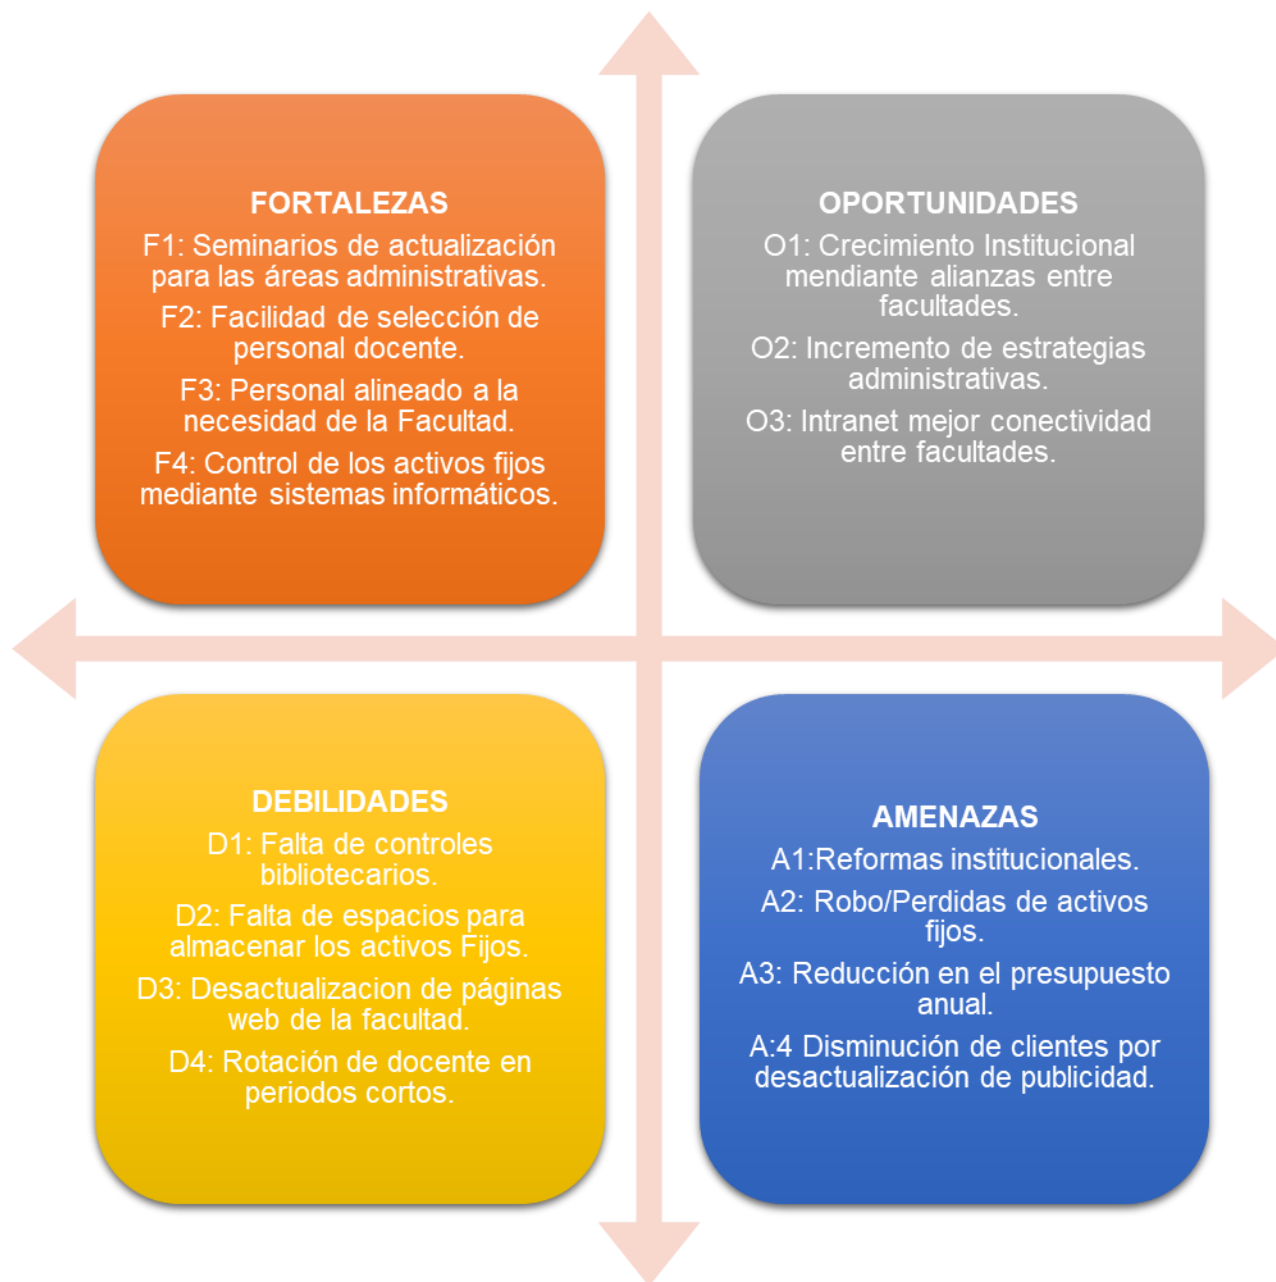 FORTALEZAS
F1: Seminarios de actualización
para las áreas administrativas.
F2: Facilidad de selección de
personal docente.
F3: Personal alineado a la
necesidad de la Facultad.
F4: Control de los activos fijos
mediante sistemas informáticos.
OPORTUNIDADES
O1: Crecimiento Institucional
mendiante alianzas entre
facultades.
O2: Incremento de estrategias
administrativas.
O3: Intranet mejor conectividad
entre facultades.
DEBILIDADES
D1: Falta de controles
bibliotecarios.
D2: Falta de espacios para
almacenar los activos Fijos.
D3: Desactualizacion de páginas
web de la facultad.
D4: Rotación de docente en
periodos cortos.
AMENAZAS
A1:Reformas institucionales.
A2: Robo/Perdidas de activos
fijos.
A3: Reducción en el presupuesto
anual.
A:4 Disminución de clientes por
desactualización de publicidad.